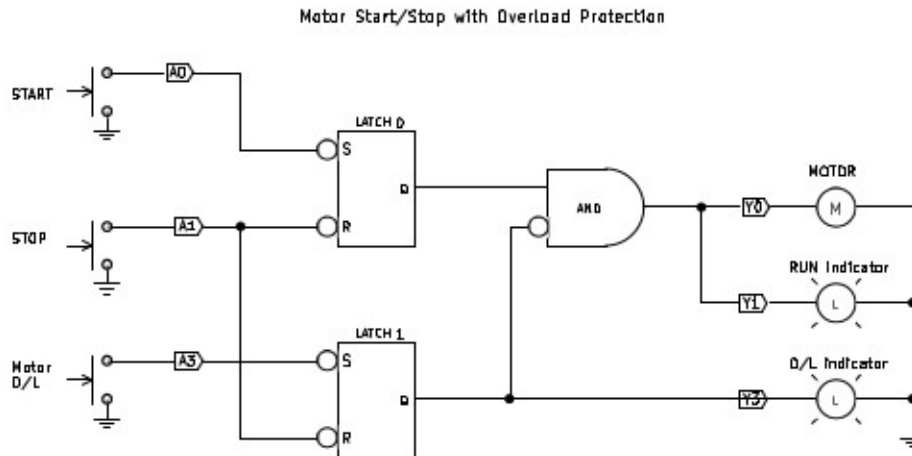 Motor Start/Stop with Overload Protection
A0
START
LATCH 0
S
Q
R
MOTOR
AND
Y0
M
A1
STOP
RUN Indicator
Y1
L
LATCH 1
A3
S
Motor
O/L
Q
R
O/L Indicator
Y3
L